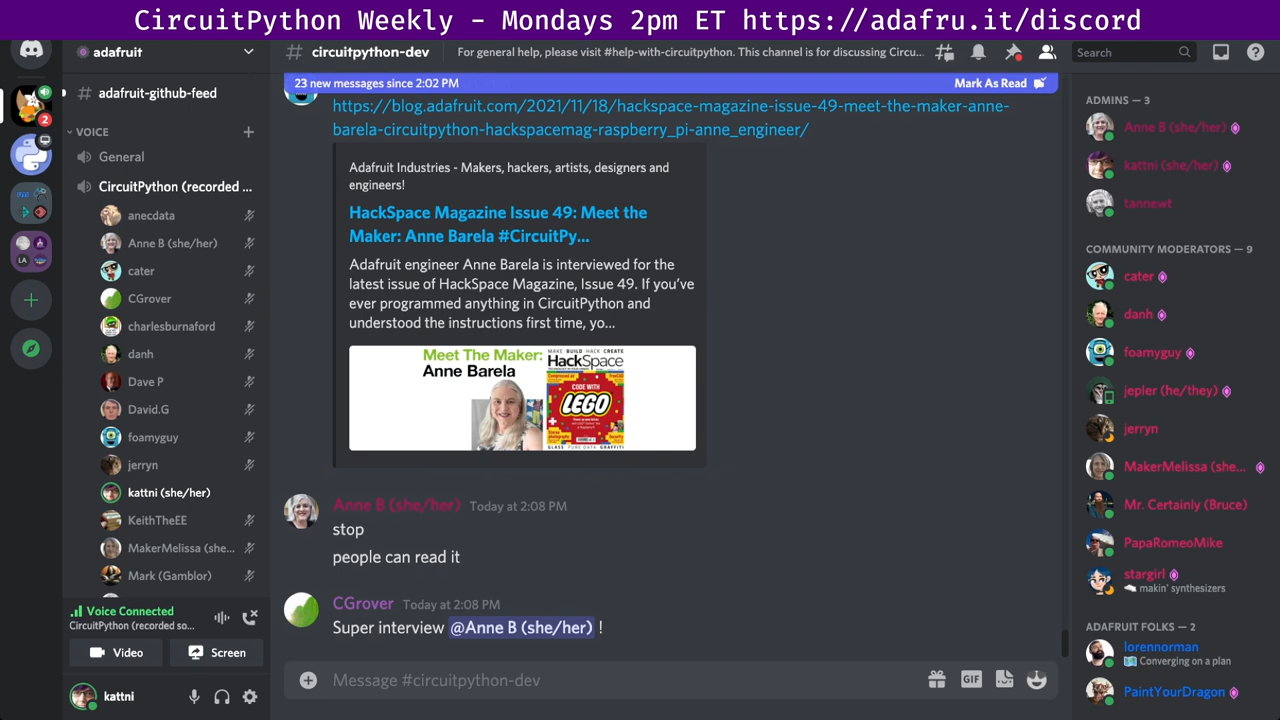 CircuitPython Weekly - Mondays 2pm ET https://adafru.it/discord
adafruit
# circuitpython-dev
For general help, please visit #help-with-circuitpython. This channel is for discussing Circu...
Search
23 new messages since 2:02 PM
Mark As Read
2
LA
# adafruit-github-feed
VOICE
General
CircuitPython (recorded ...
anecdata
Anne B (she/her)
cater
CGrover
charlesburnaford
danh
Dave P
David.G
foamyguy
jerryn
kattni (she/her)
KeithTheEE
MakerMelissa (she...
Mark (Gamblor)
Voice Connected
CircuitPython (recorded so...
Video
Screen
kattni
https://blog.adafruit.com/2021/11/18/hackspace-magazine-issue-49-meet-the-maker-anne-
barela-circuitpython-hackspacemag-raspberry_pi-anne_engineer/
Adafruit Industries - Makers, hackers, artists, designers and
engineers!
HackSpace Magazine Issue 49: Meet the
Maker: Anne Barela #CircuitPy...
Adafruit engineer Anne Barela is interviewed for the
latest issue of HackSpace Magazine, Issue 49. If you've
ever programmed anything in CircuitPython and
understood the instructions first time, yo...
Meet The Maker:
Anne Barela
MAKE BUILD HACK CREATE
HackSpace
CODE WITH
LEGO
Anne B (she/her) Today at 2:08 PM
stop
people can read it
CGrover Today at 2:08 PM
Super interview @Anne B (she/her) !
Message #circuitpython-dev
GIF
ADMINS — 3
Anne B (she/her)
kattni (she/her)
tannewt
COMMUNITY MODERATORS — 9
cater
danh
foamyguy
jepler (he/they)
jerryn
MakerMelissa (she...
Mr. Certainly (Bruce)
PapaRomeoMike
stargirl
makin' synthesizers
ADAFRUIT FOLKS — 2
lorennorman
Converging on a plan
PaintYourDragon